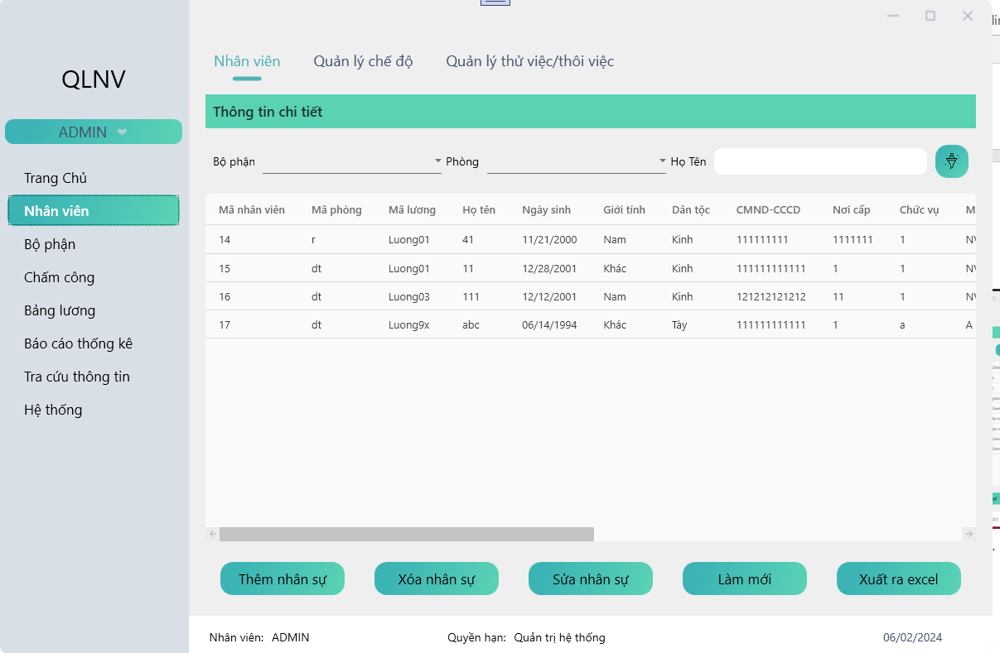 QLNV
ADMIN
Trang Chủ
Nhân viên
Bộ phận
Chấm công
Bảng lương
Báo cáo thống kê
Tra cứu thông tin
Hệ thống
Nhân viên Quản lý chế độ Quản lý thử việc/thôi việc
Thông tin chi tiết
Bộ phận Phòng Họ Tên
Mã nhân viên Mã phòng Mã lương Họ tên Ngày sinh Giới tính Dân tộc CMND-CCCD Nơi cấp Chức vụ M
14 r Luong01 41 11/21/2000 Nam Kinh 111111111 1111111 1 NV
15 dt Luong01 11 12/28/2001 Khác Kinh 111111111111 1 1 NV
16 dt Luong03 111 12/12/2001 Nam Kinh 121212121212 11 1 NV
17 dt Luong9x abc 06/14/1994 Khác Tày 111111111111 1 a A
Thêm nhân sự Xóa nhân sự Sửa nhân sự Làm mới Xuất ra excel
Nhân viên: ADMIN Quyền hạn: Quản trị hệ thống 06/02/2024